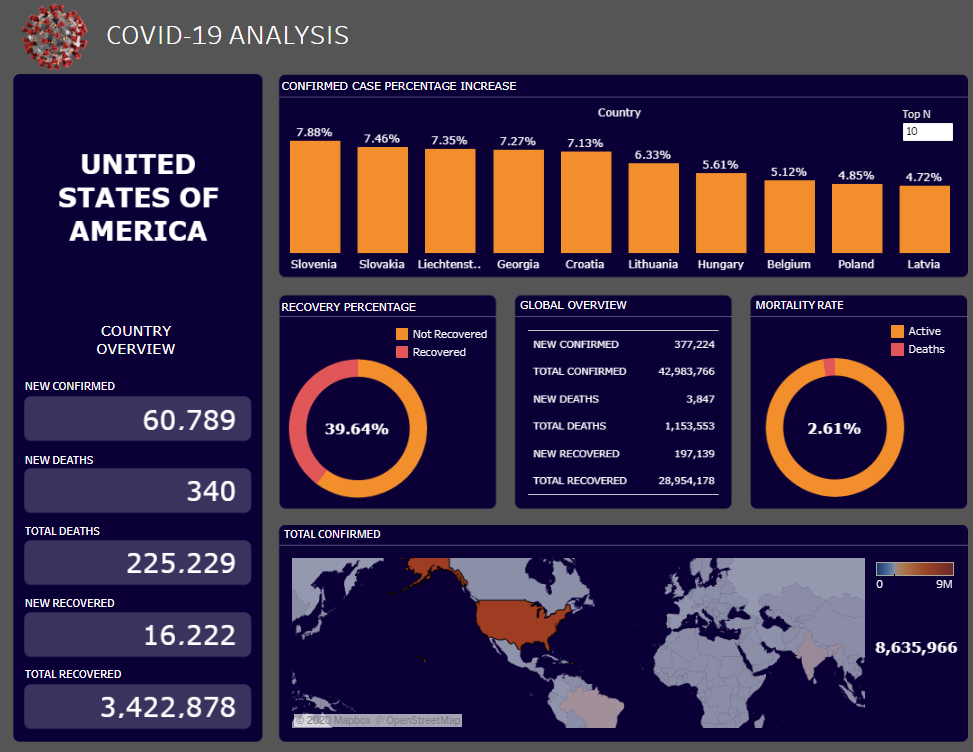 COVID-19 ANALYSIS
UNITED
STATES OF
AMERICA
COUNTRY
OVERVIEW
NEW CONFIRMED
60,789
NEW DEATHS
340
TOTAL DEATHS
225,229
NEW RECOVERED
16,222
TOTAL RECOVERED
3,422,878
CONFIRMED CASE PERCENTAGE INCREASE
Country
Top N
10
7.88% 7.46% 7.35% 7.27% 7.13% 6.33% 5.61% 5.12% 4.85% 4.72%
Slovenia Slovakia Liechtenst.. Georgia Croatia Lithuania Hungary Belgium Poland Latvia
RECOVERY PERCENTAGE
Not Recovered
Recovered
39.64%
GLOBAL OVERVIEW
NEW CONFIRMED 377,224
TOTAL CONFIRMED 42,983,766
NEW DEATHS 3,847
TOTAL DEATHS 1,153,553
NEW RECOVERED 197,139
TOTAL RECOVERED 28,954,178
MORTALITY RATE
Active
Deaths
2.61%
TOTAL CONFIRMED
0 9M
8,635,966
© 2020 Mapbox © OpenStreetMap